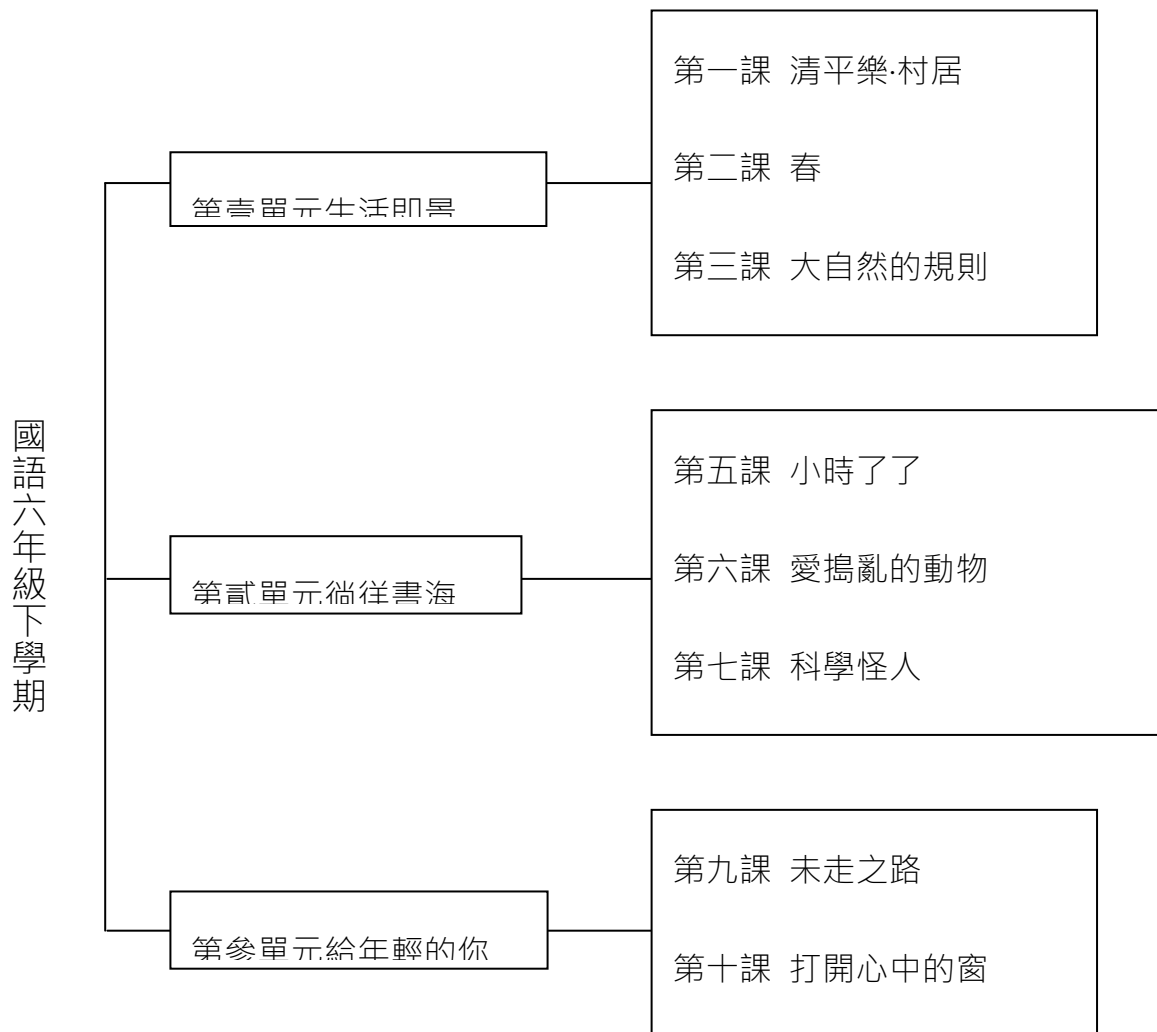 國語六年級下學期
第壹單元生活即景
第一課 清平樂·村居
第二課 春
第三課 大自然的規則
第貳單元徜徉書海
第五課 小時了了
第六課 愛搗亂的動物
第七課 科學怪人
第參單元給年輕的你
第九課 未走之路
第十課 打開心中的窗